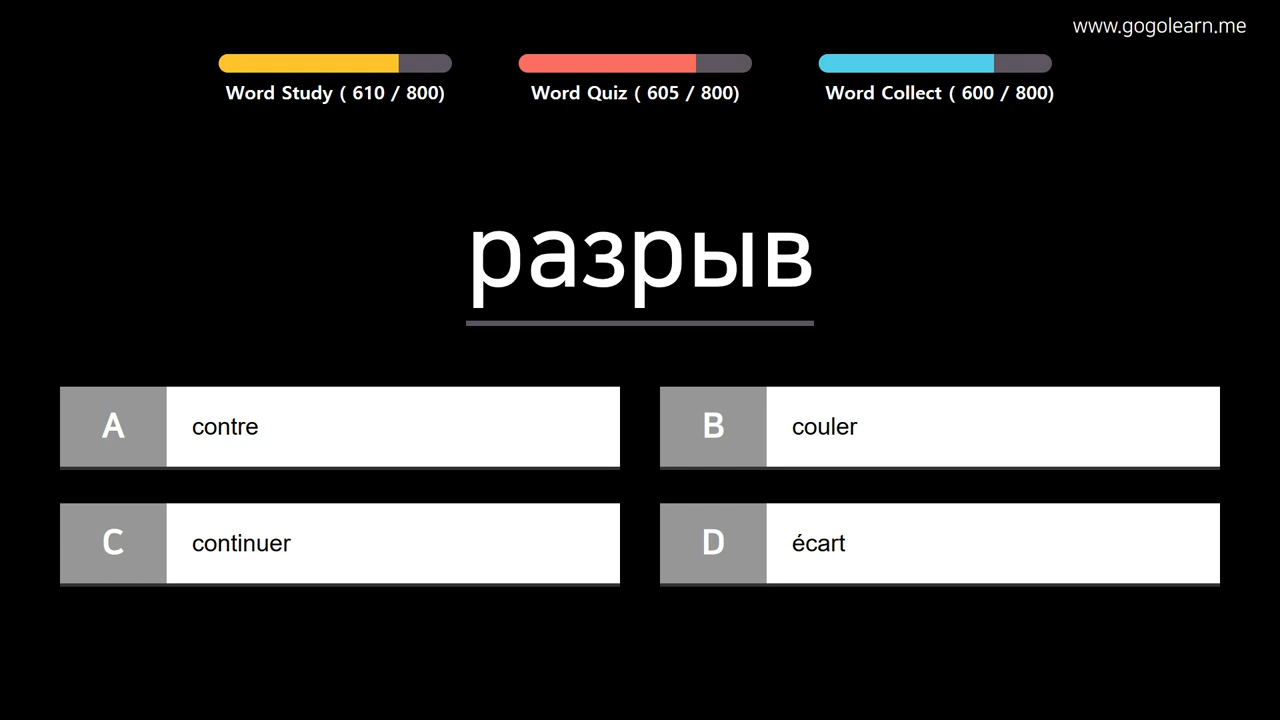 www.gogolearn.me
Word Study ( 610 / 800)
Word Quiz ( 605 / 800)
Word Collect ( 600 / 800)
разрыв
A contre
B couler
C continuer
D écart